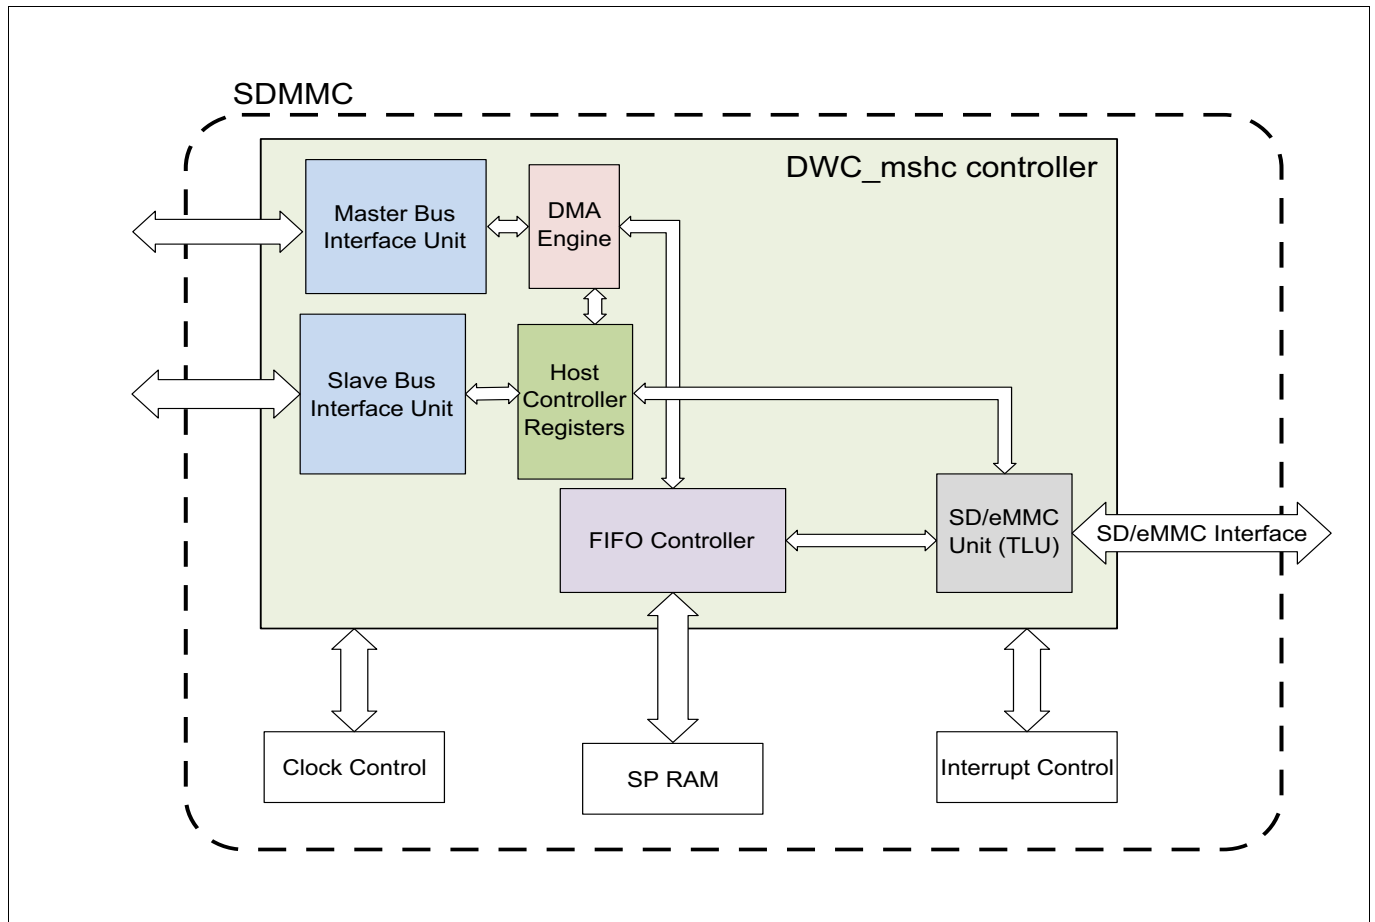 SDMMC
DWC_mshc controller
Master Bus
Interface Unit
DMA
Engine
Slave Bus
Interface Unit
Host
Controller
Registers
FIFO Controller
SD/eMMC
Unit (TLU)
SD/eMMC Interface
Clock Control
SP RAM
Interrupt Control